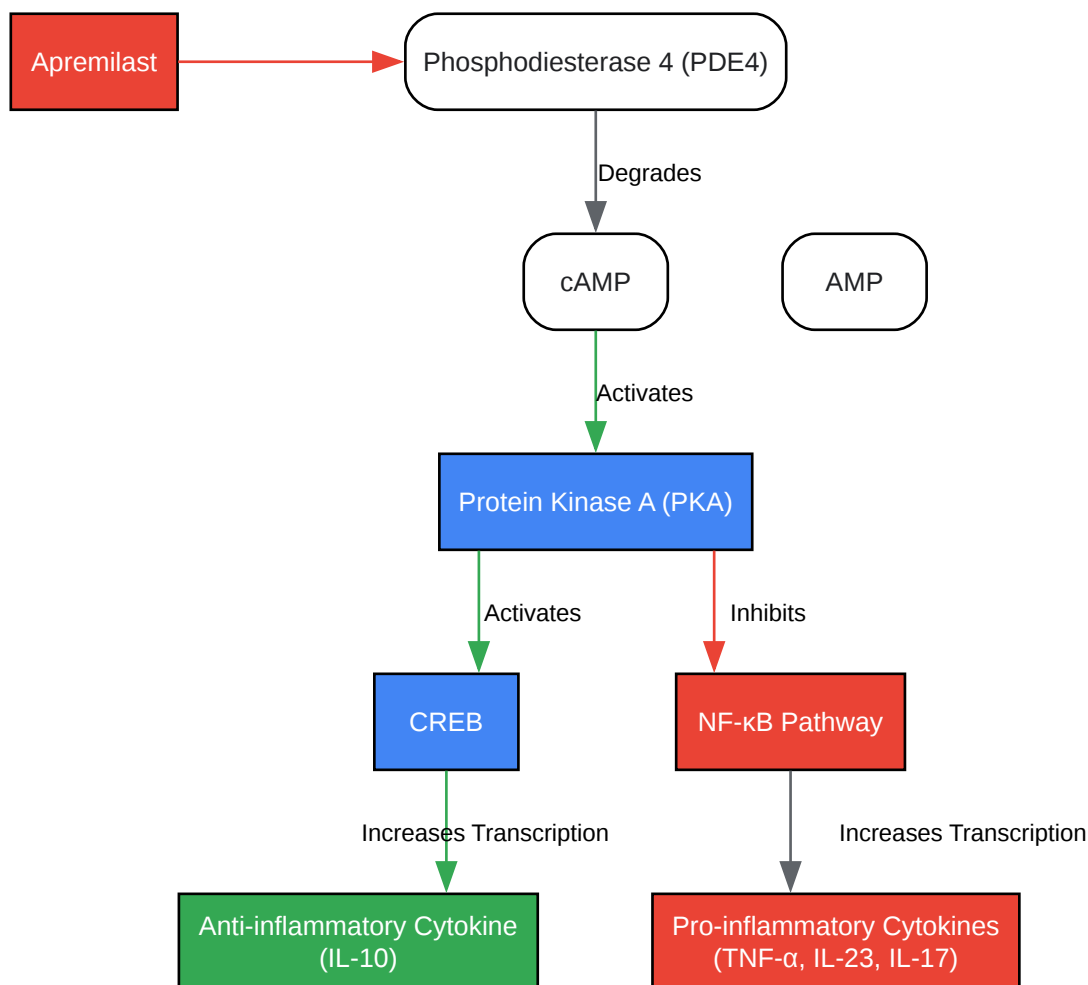 Apremilast
Phosphodiesterase 4 (PDE4)
Degrades
cAMP
AMP
Activates
Protein Kinase A (PKA)
Activates
Inhibits
CREB
NF-κB Pathway
Increases Transcription
Increases Transcription
Anti-inflammatory Cytokine
(IL-10)
Pro-inflammatory Cytokines
(TNF-α, IL-23, IL-17)